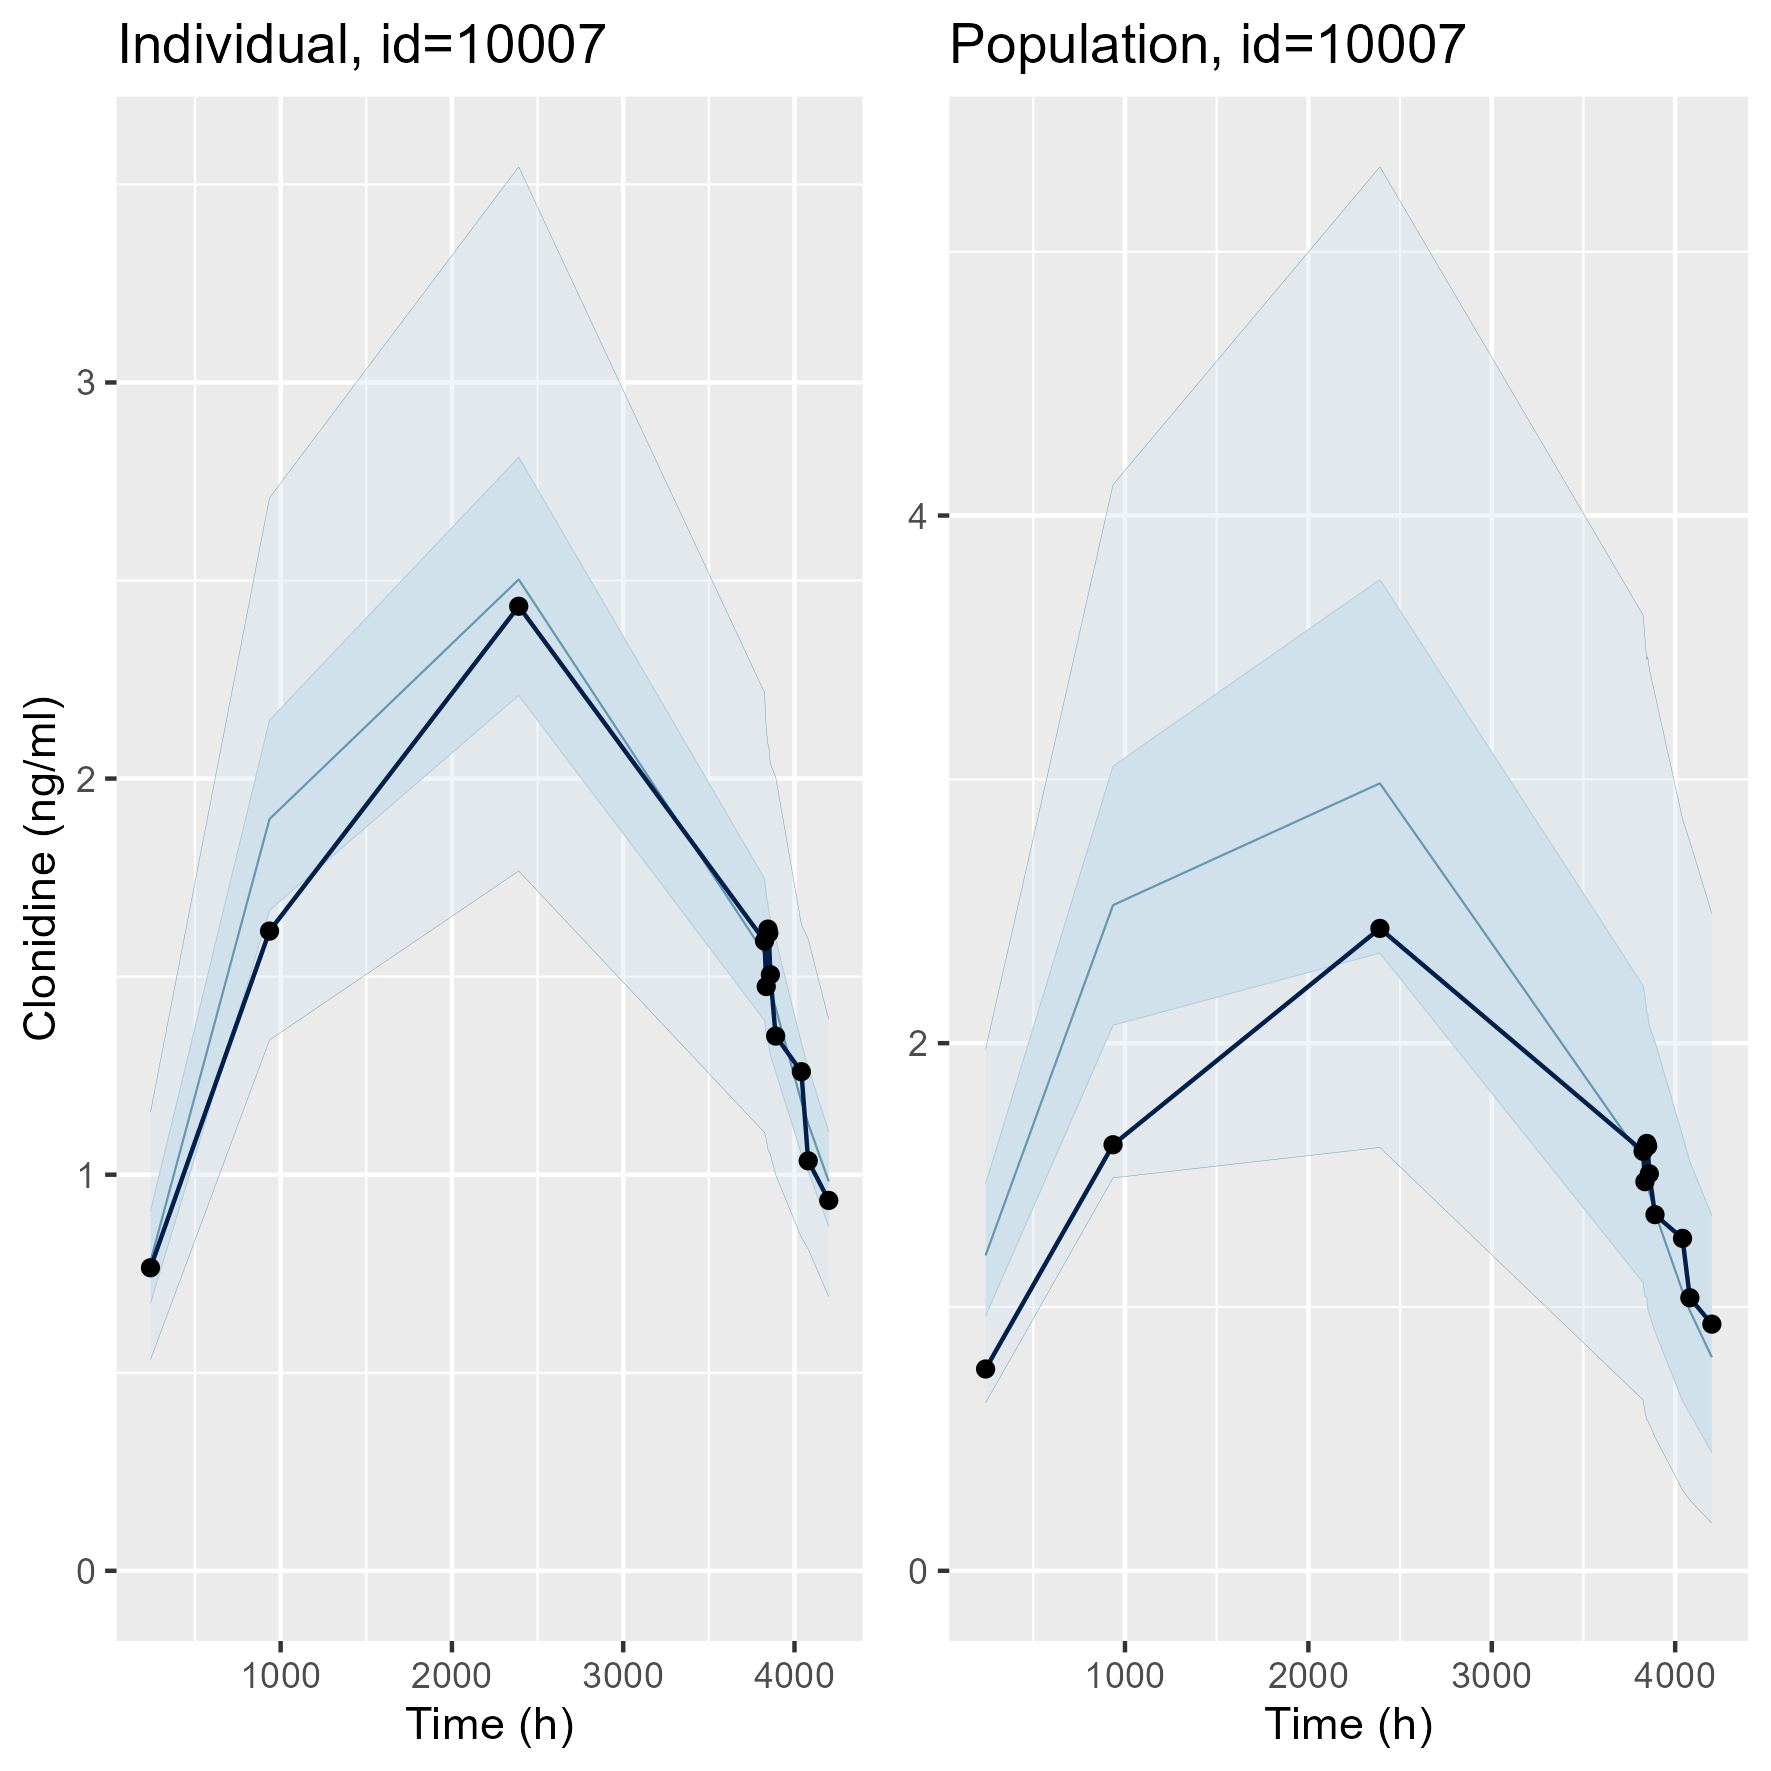 Individual, id=10007
Population, id=10007
Clonidine (ng/ml)
3
2
1
0
4
2
0
1000 2000 3000 4000
1000 2000 3000 4000
Time (h)
Time (h)